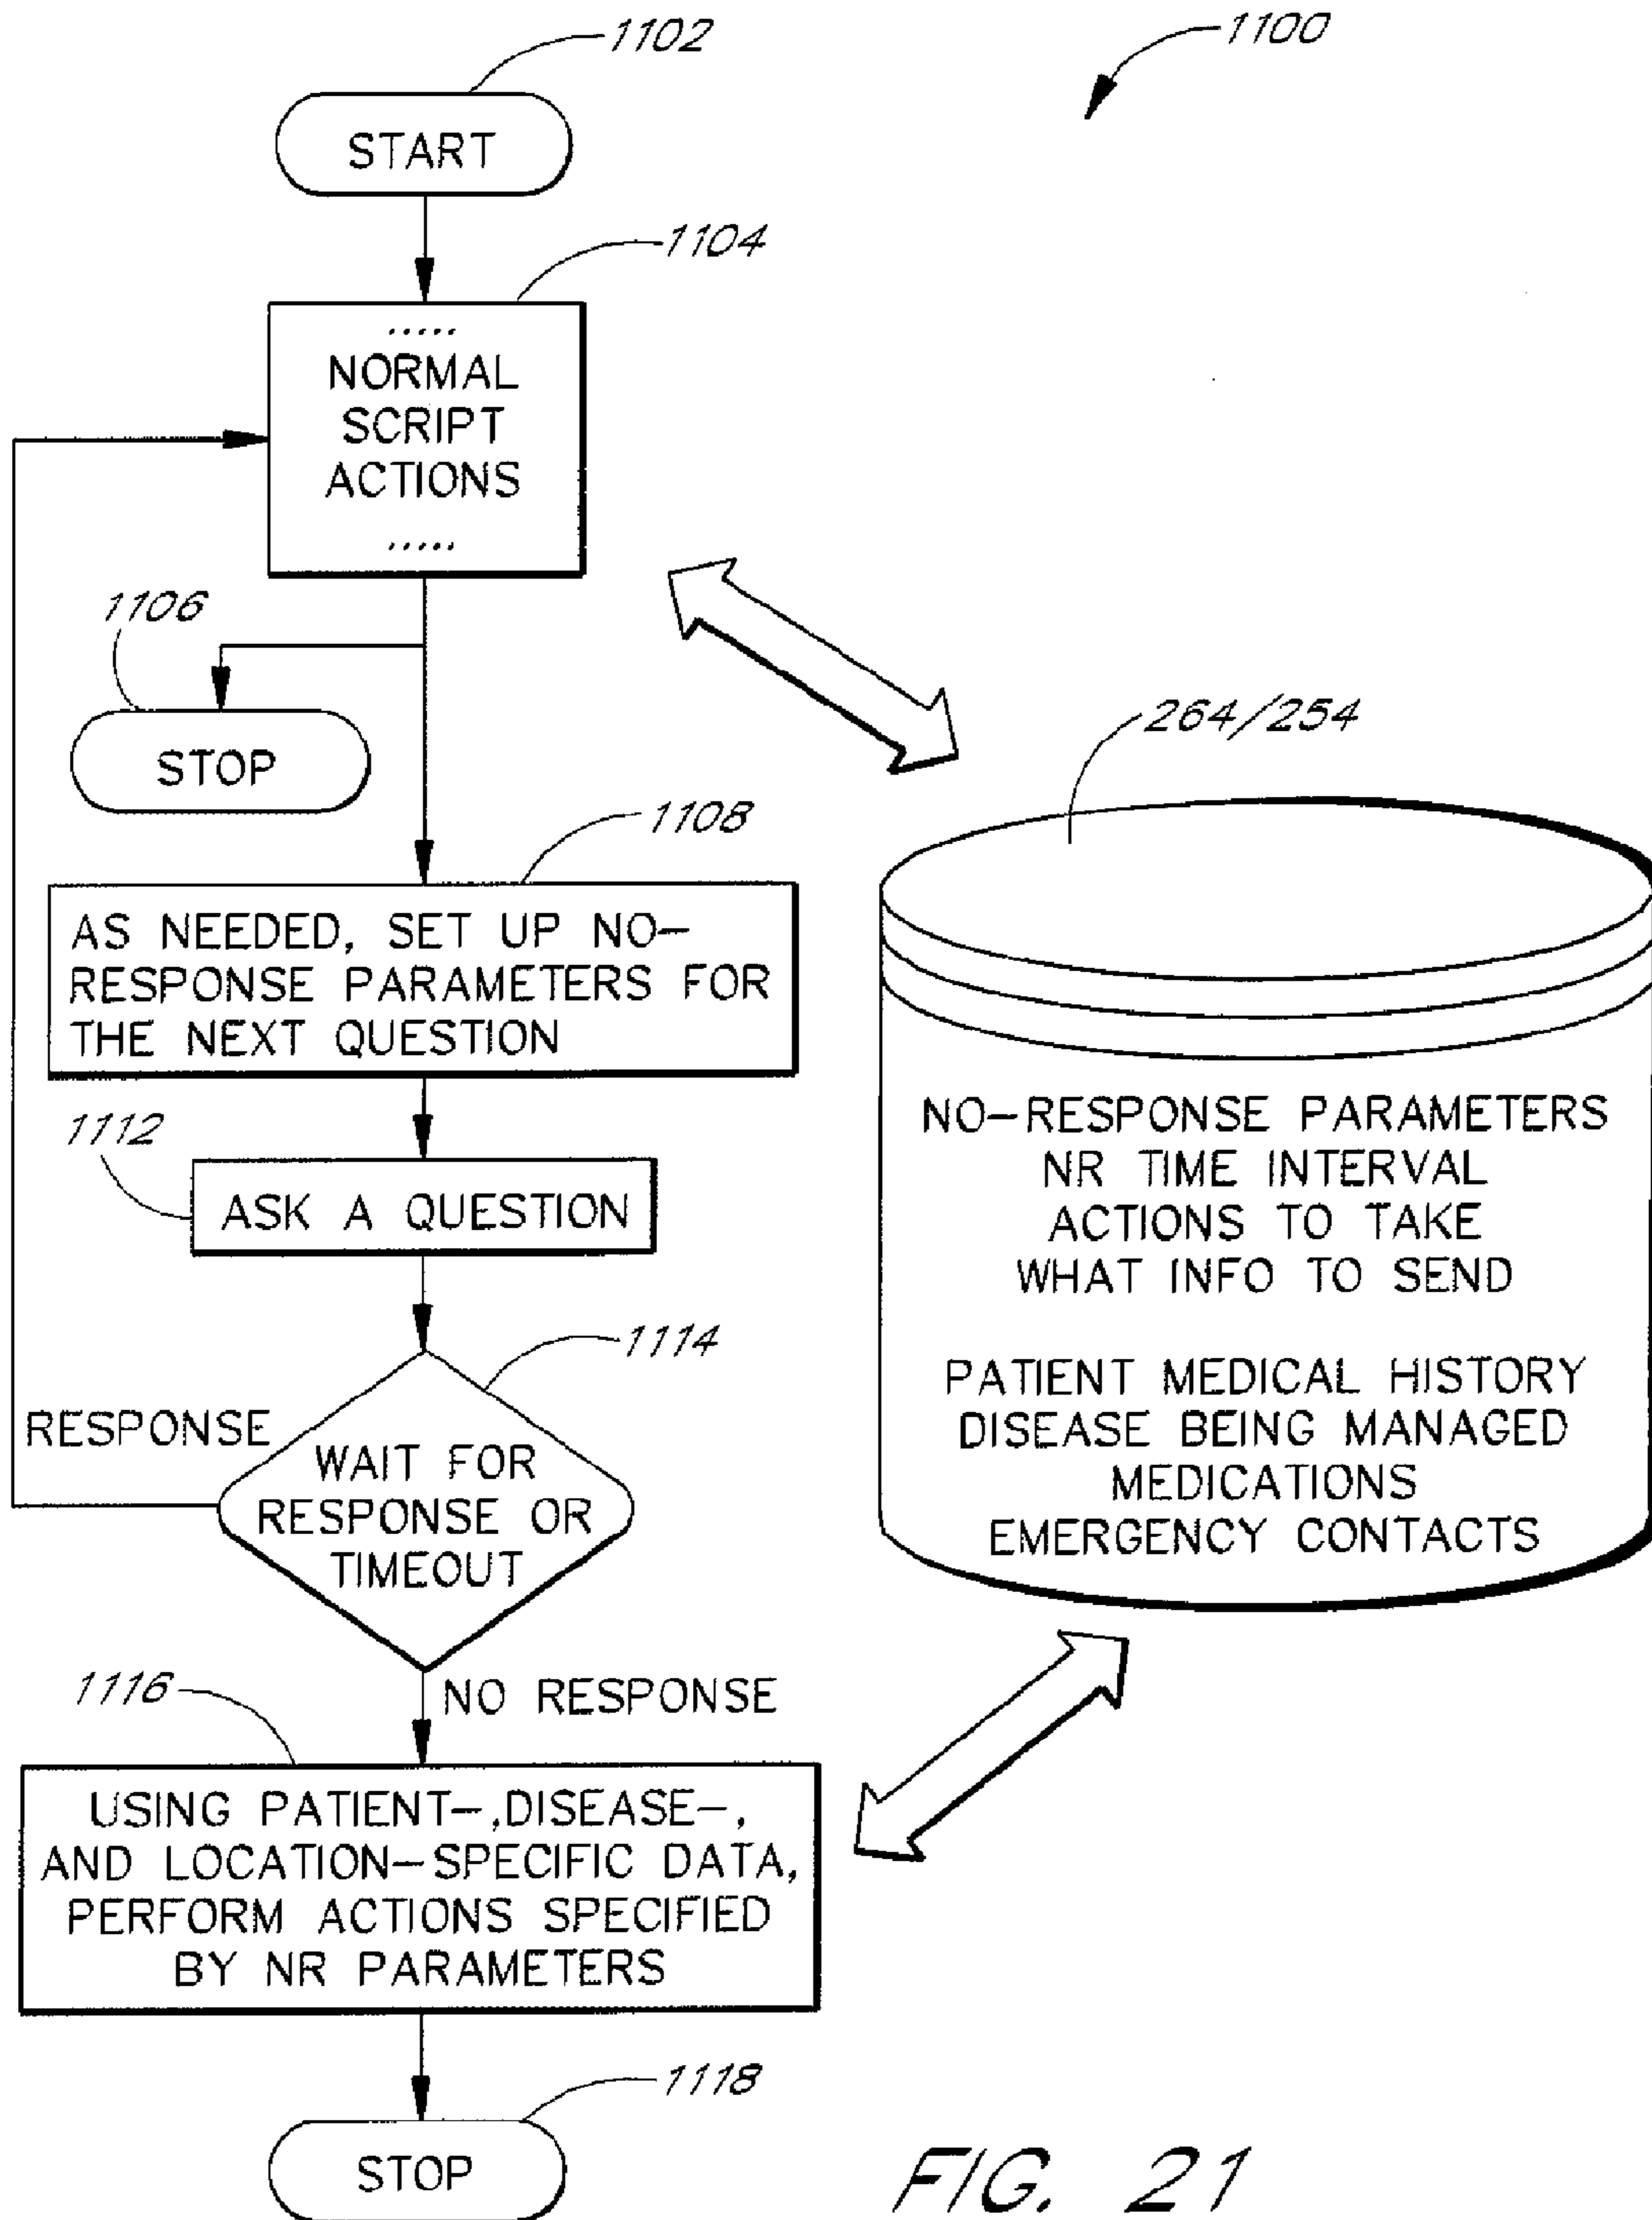 1102
1100
START
1104
.....
NORMAL
SCRIPT
ACTIONS
.....
1106
STOP
264/254
1108
AS NEEDED, SET UP NO-
RESPONSE PARAMETERS FOR
THE NEXT QUESTION
1112
ASK A QUESTION
NO-RESPONSE PARAMETERS
NR TIME INTERVAL
ACTIONS TO TAKE
WHAT INFO TO SEND
PATIENT MEDICAL HISTORY
DISEASE BEING MANAGED
MEDICATIONS
EMERGENCY CONTACTS
1114
RESPONSE
WAIT FOR
RESPONSE OR
TIMEOUT
1116
NO RESPONSE
USING PATIENT-,DISEASE-,
AND LOCATION-SPECIFIC DATA,
PERFORM ACTIONS SPECIFIED
BY NR PARAMETERS
1118
STOP
FIG. 21